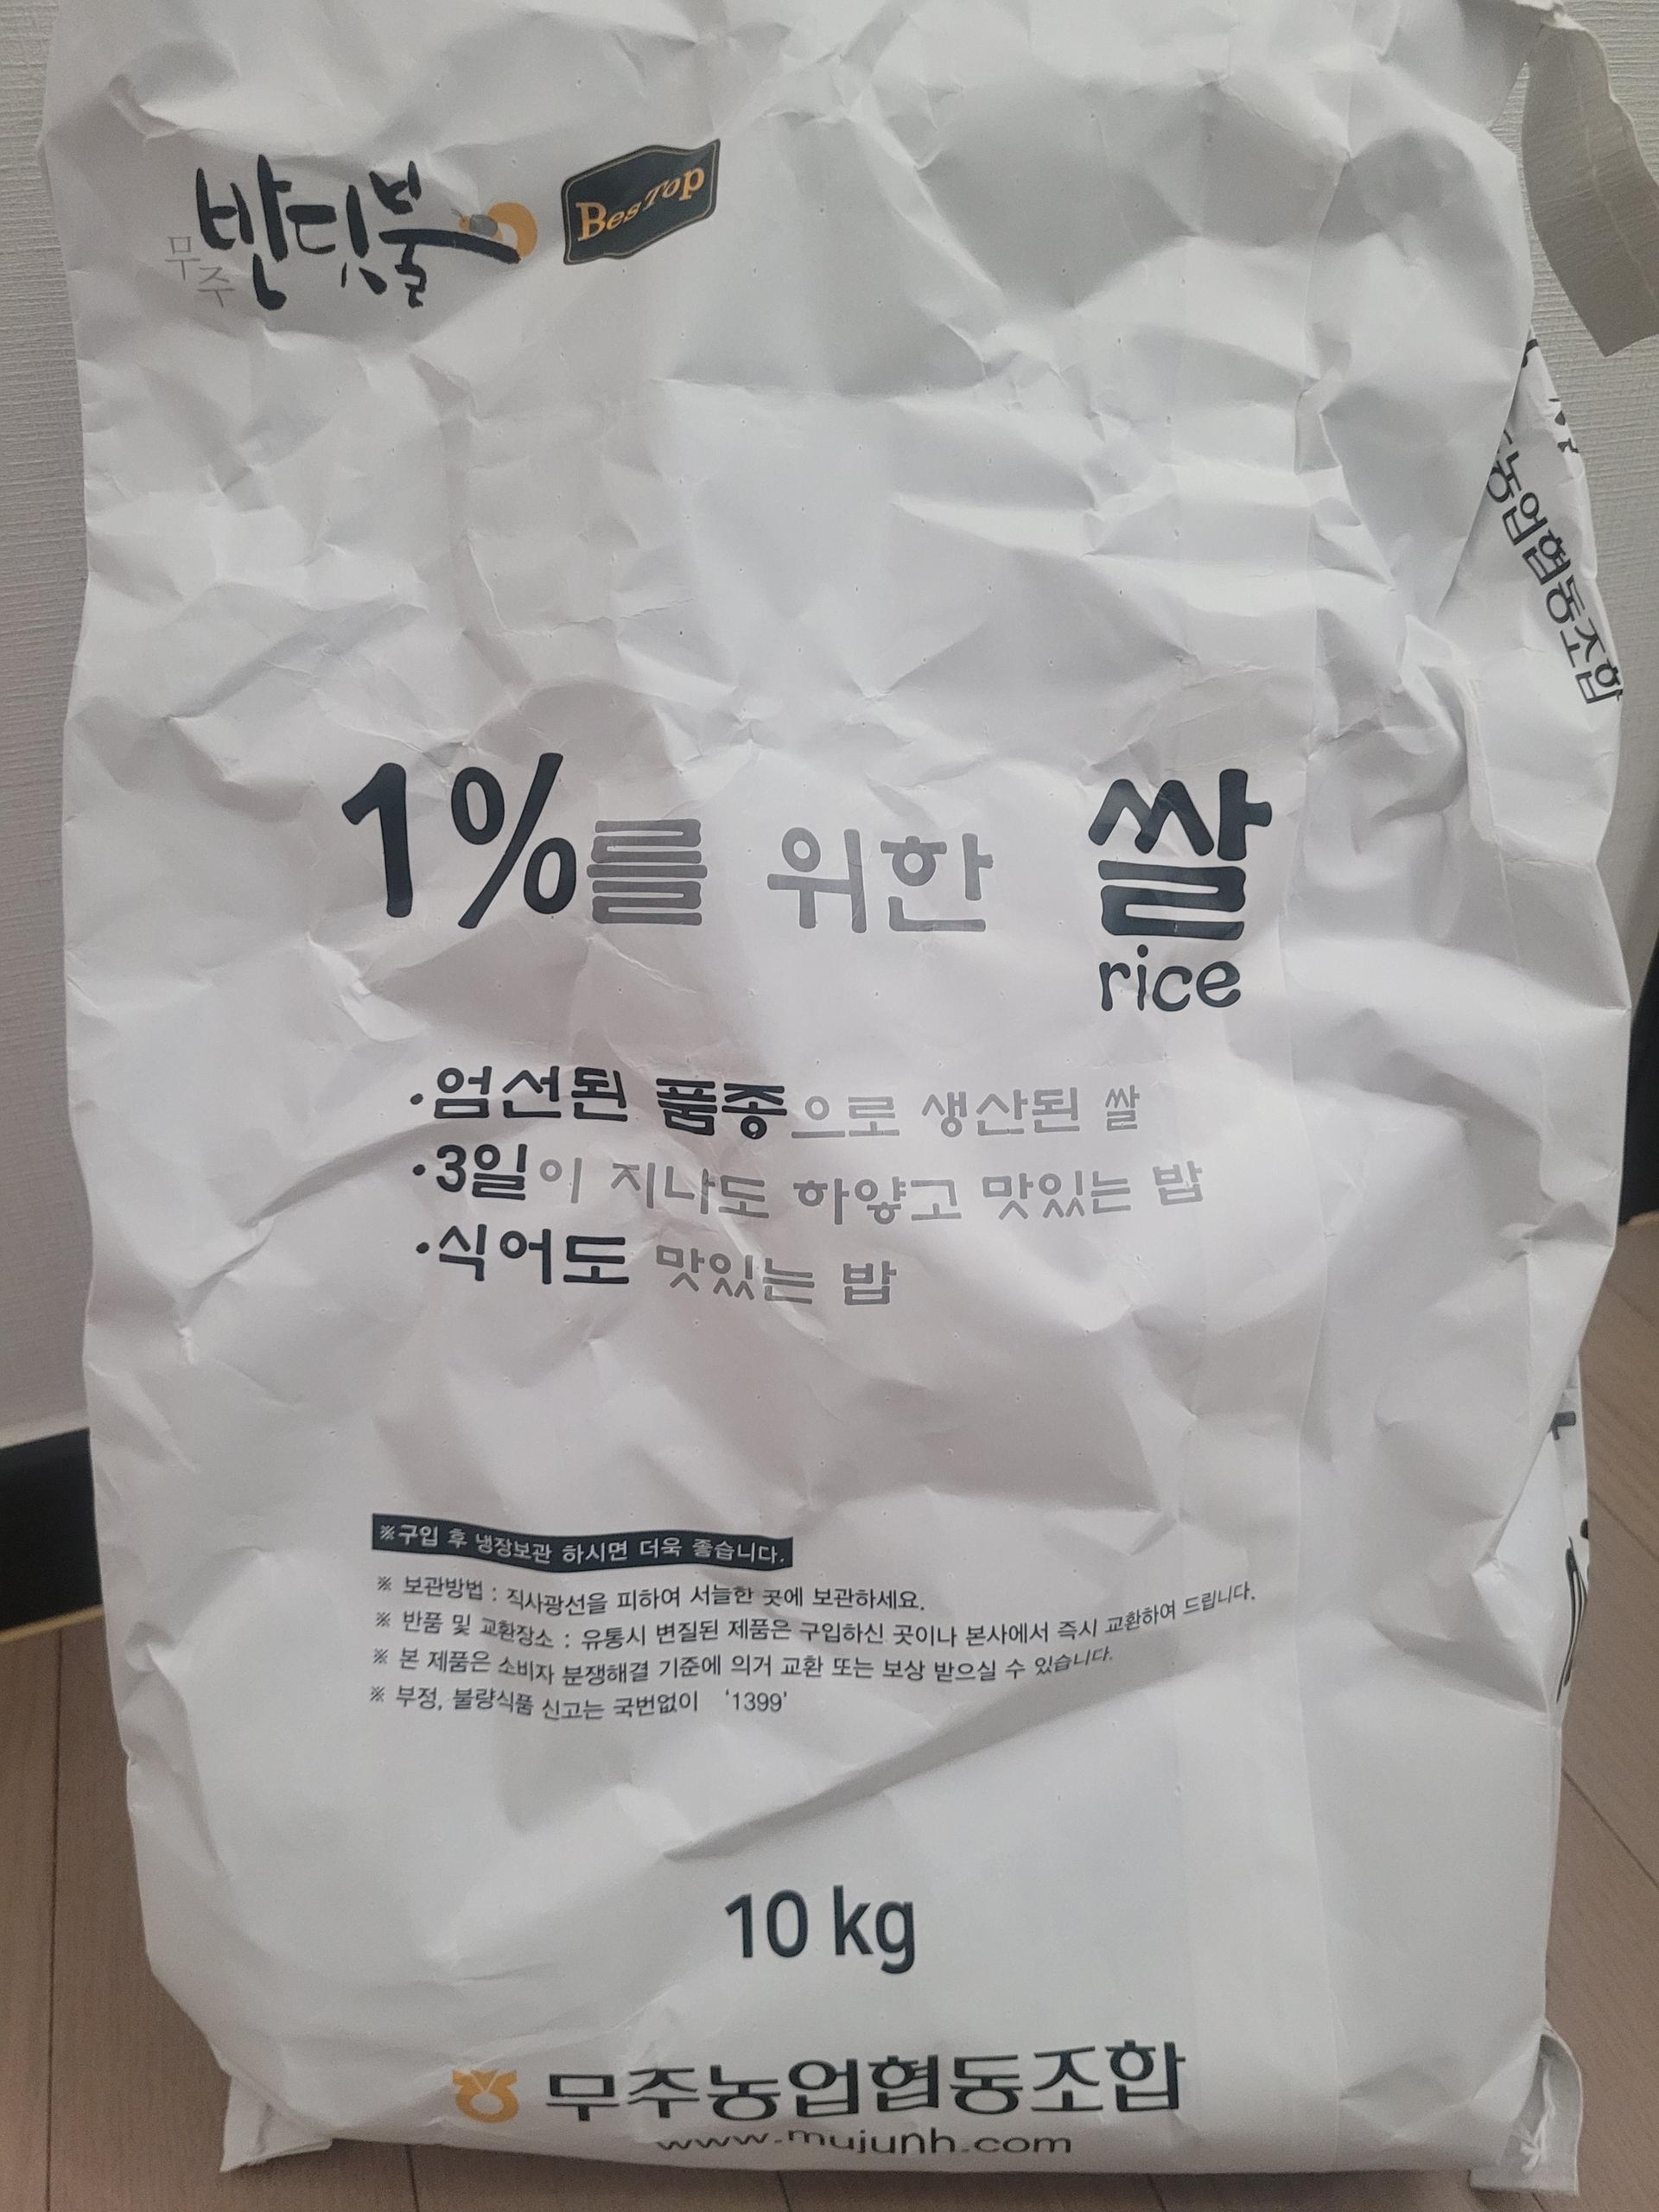 무주 반딧불 BesTop
농업협동조합
1%를 위한 쌀
rice
·엄선된 품종으로 생산된 쌀
·3일이 지나도 하얗고 맛있는 밥
·식어도 맛있는 밥
※구입 후 냉장보관 하시면 더욱 좋습니다.
※ 보관방법 : 직사광선을 피하여 서늘한 곳에 보관하세요.
※ 반품 및 교환장소 : 유통시 변질된 제품은 구입하신 곳이나 본사에서 즉시 교환하여 드립니다.
※ 본 제품은 소비자 분쟁해결 기준에 의거 교환 또는 보상 받으실 수 있습니다.
※ 부정, 불량식품 신고는 국번없이 '1399'
10 kg
무주농업협동조합
www.mujunh.com